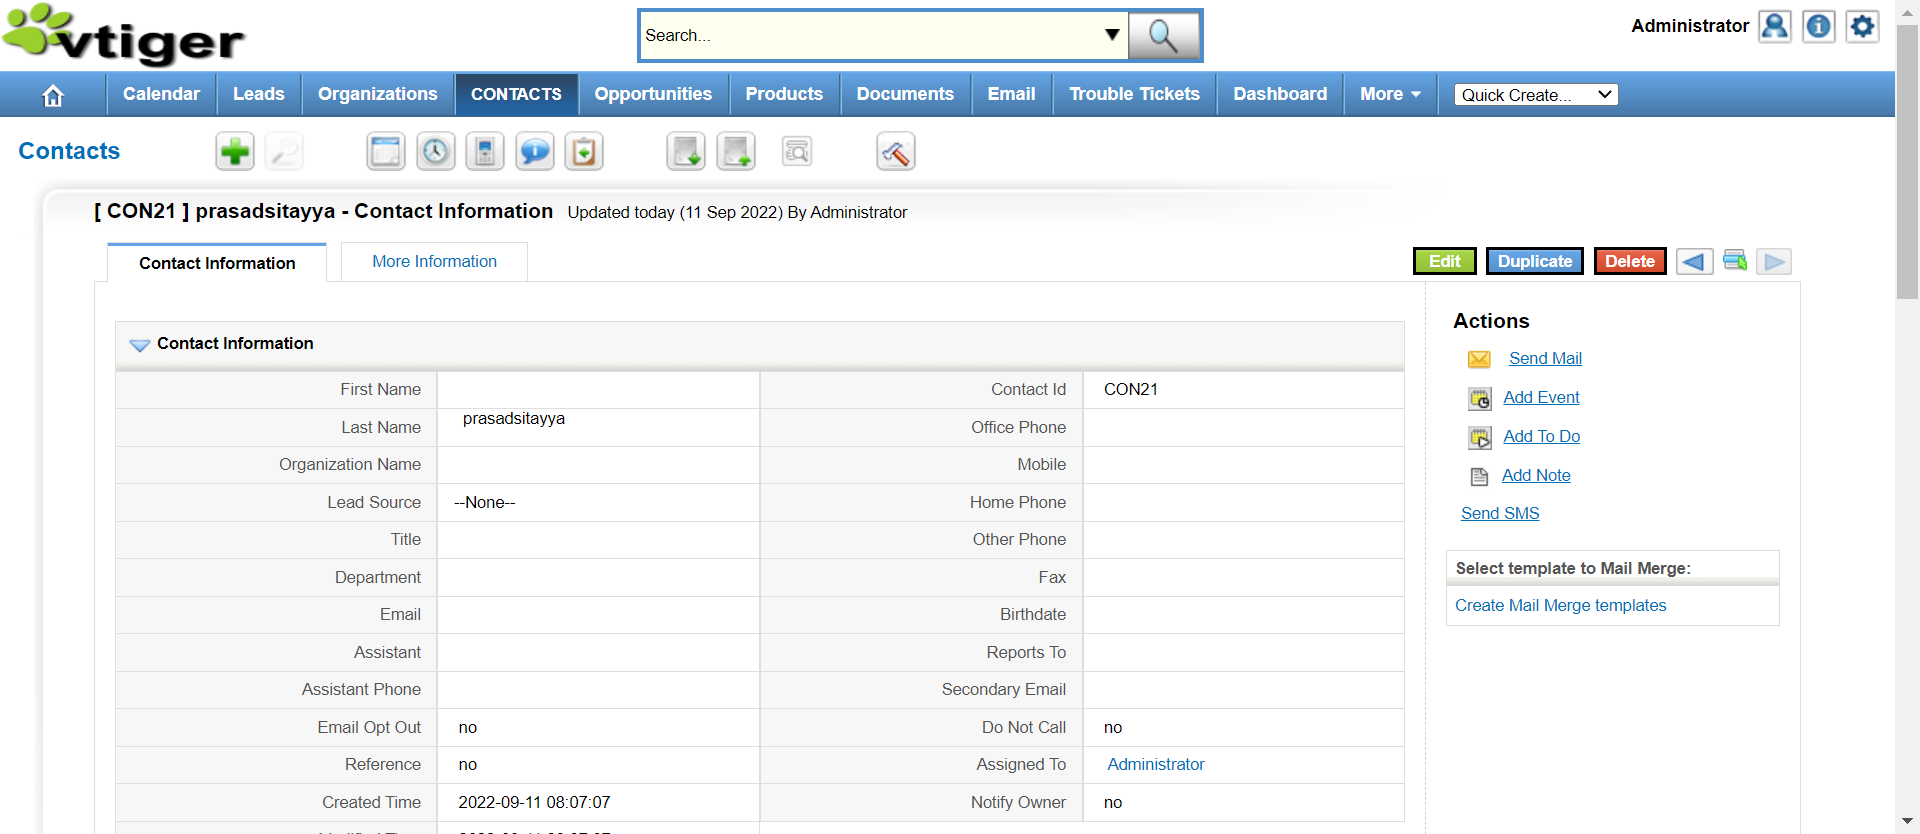 vtiger
Search...
Administrator
Calendar
Leads
Organizations
CONTACTS
Opportunities
Products
Documents
Email
Trouble Tickets
Dashboard
More
Quick Create...
Contacts
[ CON21 ] prasadsitayya - Contact Information Updated today (11 Sep 2022) By Administrator
Contact Information
More Information
Edit
Duplicate
Delete
Contact Information
First Name
Contact Id CON21
Last Name prasadsitayya
Office Phone
Organization Name
Mobile
Lead Source --None--
Home Phone
Title
Other Phone
Department
Fax
Email
Birthdate
Assistant
Reports To
Assistant Phone
Secondary Email
Email Opt Out no
Do Not Call no
Reference no
Assigned To Administrator
Created Time 2022-09-11 08:07:07
Notify Owner no
Actions
Send Mail
Add Event
Add To Do
Add Note
Send SMS
Select template to Mail Merge:
Create Mail Merge templates